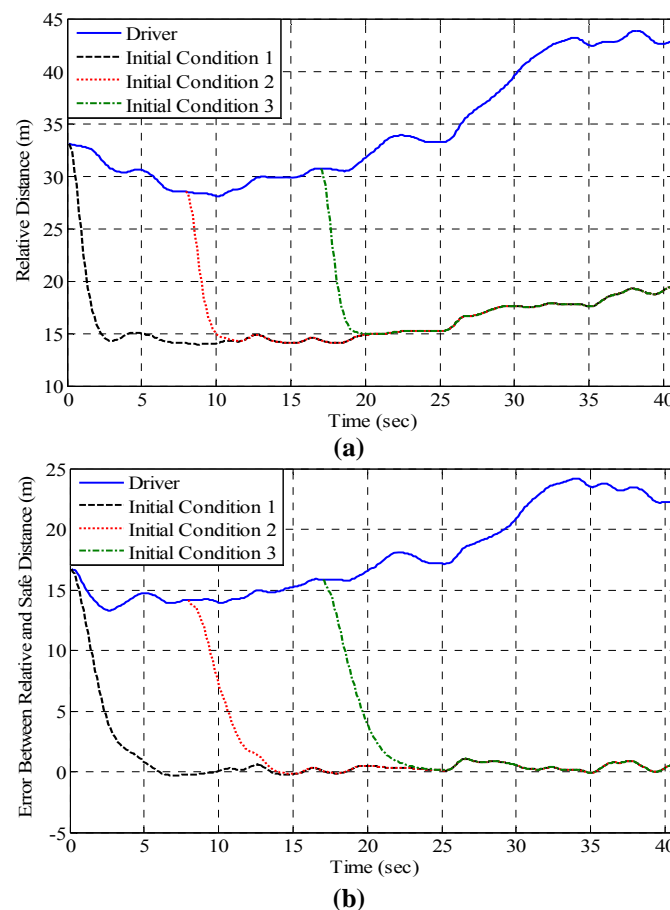 45
40
35
30
25
20
15
10
Relative Distance (m)
Driver
Initial Condition 1
Initial Condition 2
Initial Condition 3
0 5 10 15 20 25 30 35 40
Time (sec)
(a)
25
20
15
10
5
0
-5
Error Between Relative and Safe Distance (m)
Driver
Initial Condition 1
Initial Condition 2
Initial Condition 3
0 5 10 15 20 25 30 35 40
Time (sec)
(b)